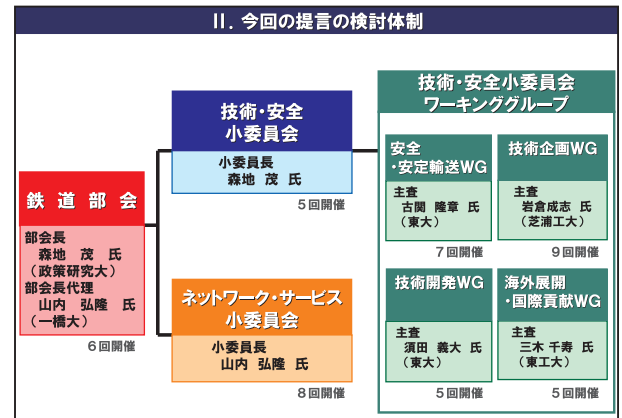 II. 今回の提言の検討体制
鉄道部会
部会長
森地 茂 氏
(政策研究大)
部会長代理
山内 弘隆 氏
(一橋大)
6回開催
技術・安全
小委員会
小委員長
森地 茂 氏
5回開催
ネットワーク・サービス
小委員会
小委員長
山内 弘隆 氏
8回開催
技術・安全小委員会
ワーキンググループ
安全
・安定輸送WG
主査
古関 隆章 氏
(東大)
7回開催
技術企画WG
主査
岩倉成志 氏
(芝浦工大)
9回開催
技術開発WG
主査
須田 義大 氏
(東大)
5回開催
海外展開
・国際貢献WG
主査
三木 千寿 氏
(東工大)
5回開催